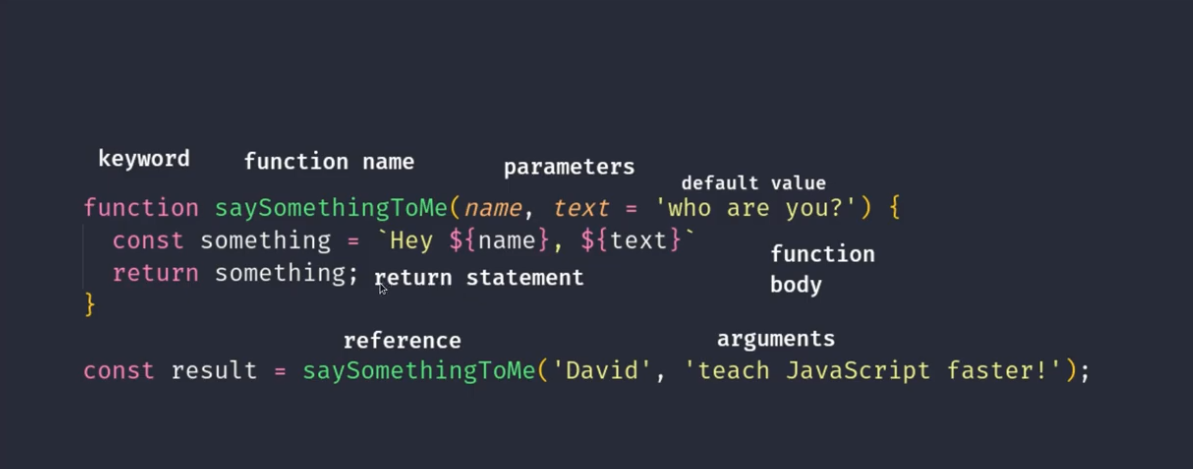 keyword function name parameters
default value
function saySomethingToMe(name, text = 'who are you?') {
const something = `Hey ${name}, ${text}`
function
return something; return statement
body
}
reference arguments
const result = saySomethingToMe('David', 'teach JavaScript faster!');